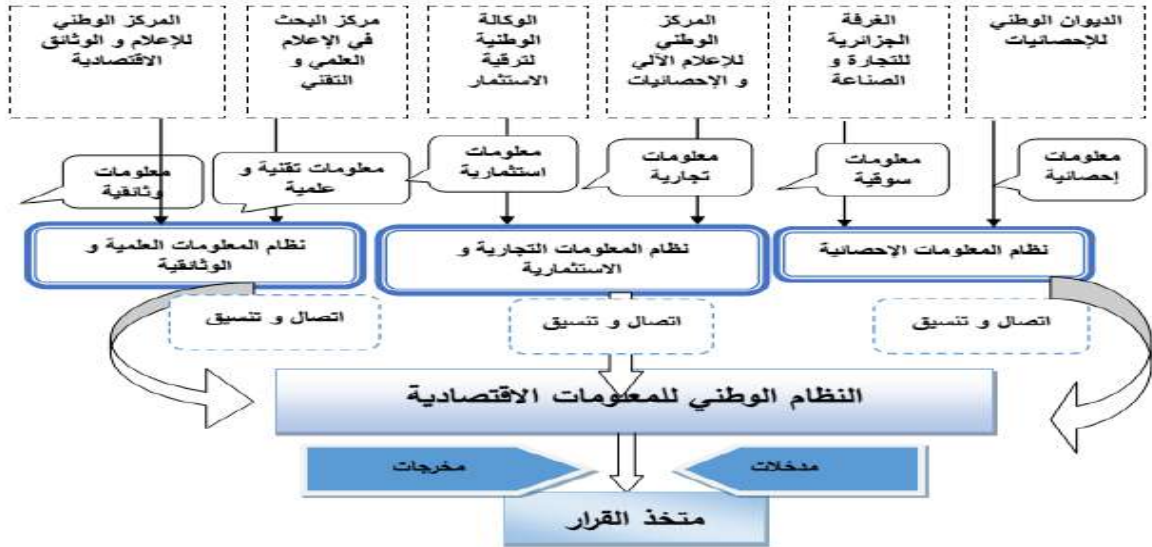 الديوان الوطني
للإحصائيات
الغرفة
الجزائرية
للتجارة و
الصناعة
المركز
الوطني
للإعلام الآلي
و الإحصائيات
الوكالة
الوطنية
لترقية
الاستثمار
مركز البحث
في الإعلام
العلمي و
التقني
المركز الوطني
للإعلام و الوثائق
الاقتصادية
معلومات
إحصائية
معلومات
سوقية
معلومات
تجارية
معلومات
استثمارية
معلومات تقنية و
علمية
معلومات
وثائقية
نظام المعلومات الإحصائية
نظام المعلومات التجارية و
الاستثمارية
نظام المعلومات العلمية و
الوثائقية
اتصال و تنسيق
اتصال و تنسيق
اتصال و تنسيق
النظام الوطني للمعلومات الاقتصادية
مدخلات
مخرجات
متخذ القرار